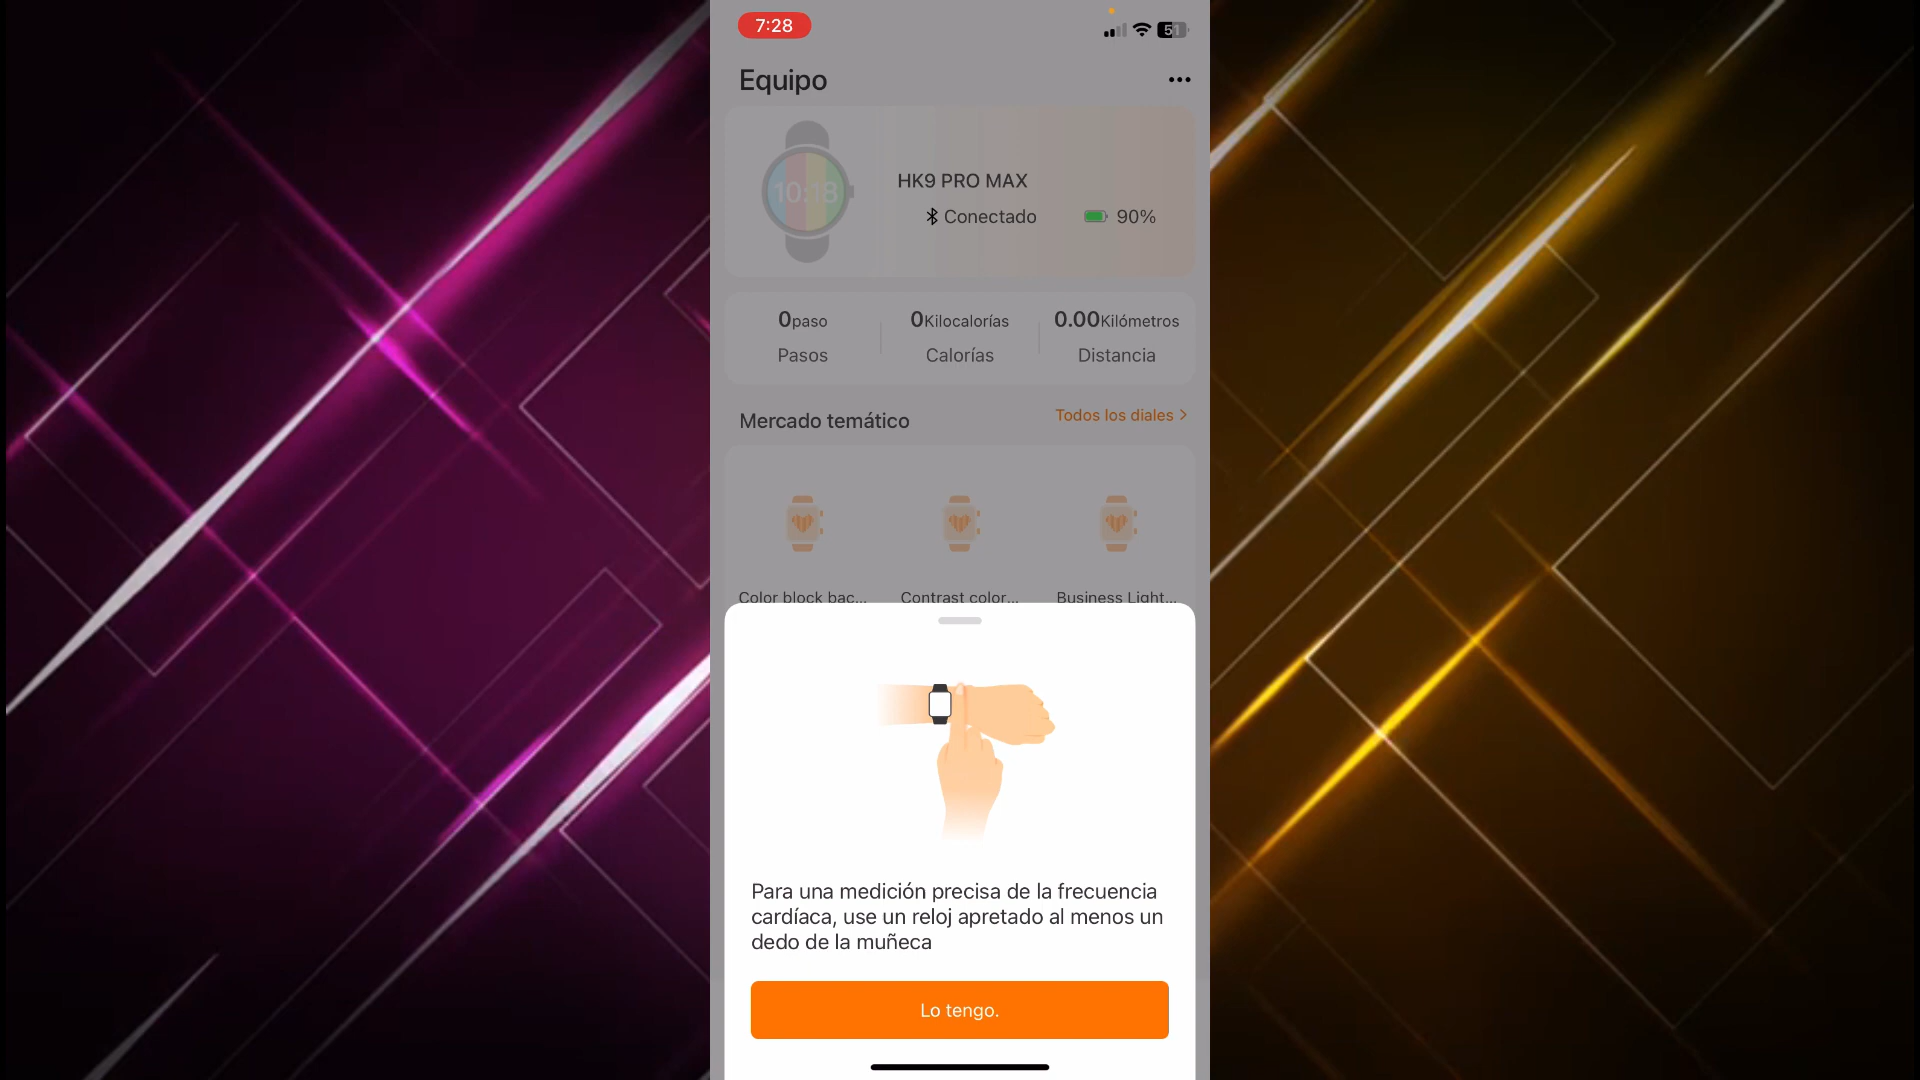 7:28
51
Equipo
10:18
HK9 PRO MAX
Conectado
90%
0paso
0Kilocalorías
0.00Kilómetros
Pasos
Calorías
Distancia
Mercado temático
Todos los diales >
Color block bac...
Contrast color...
Business Light...
Para una medición precisa de la frecuencia
cardíaca, use un reloj apretado al menos un
dedo de la muñeca
Lo tengo.